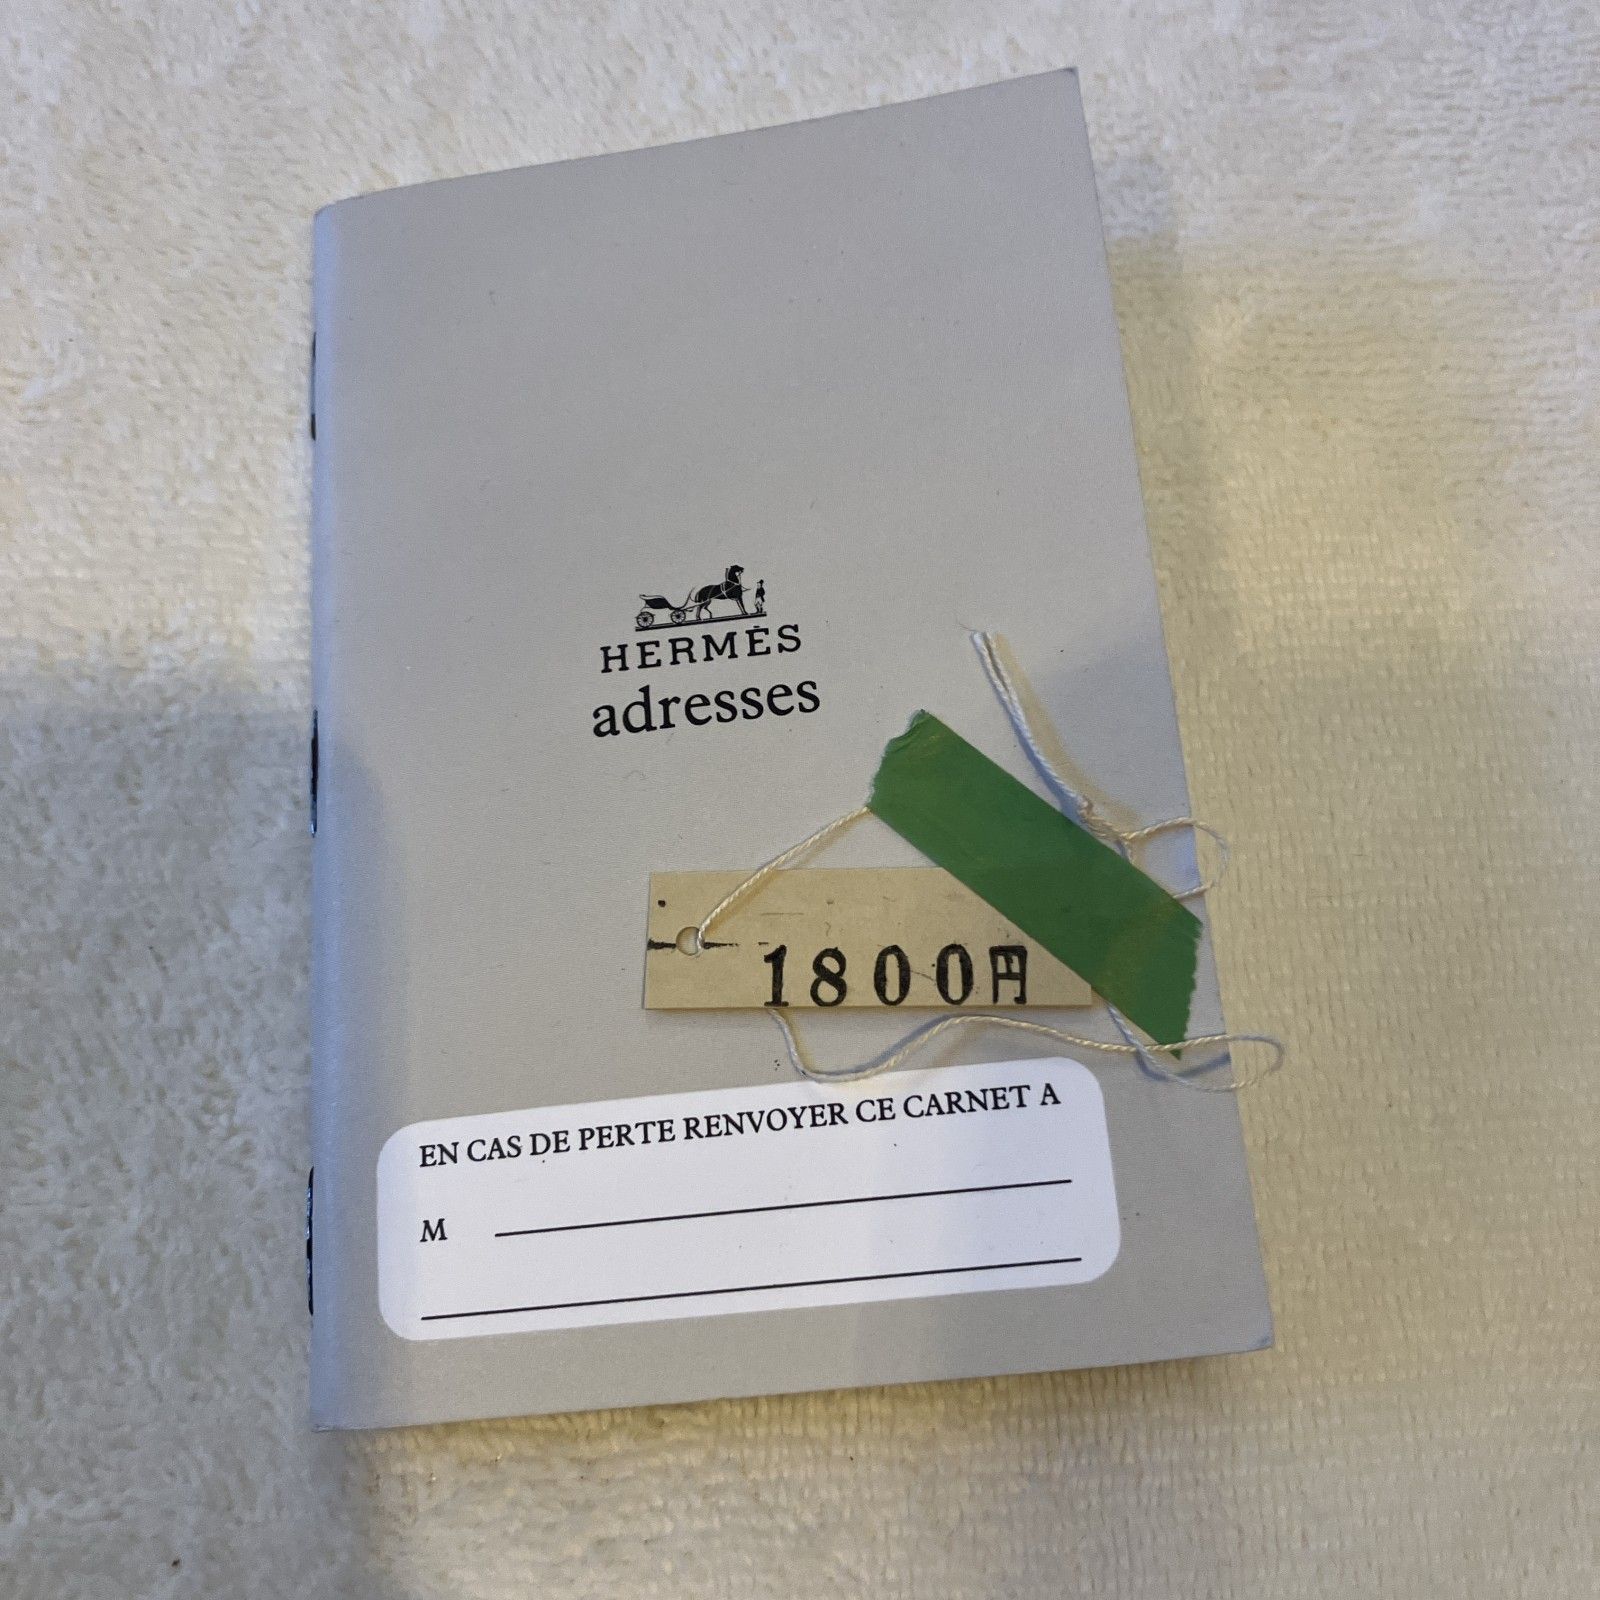 HERMÈS
adresses
1800円
EN CAS DE PERTE RENVOYER CE CARNET A
M